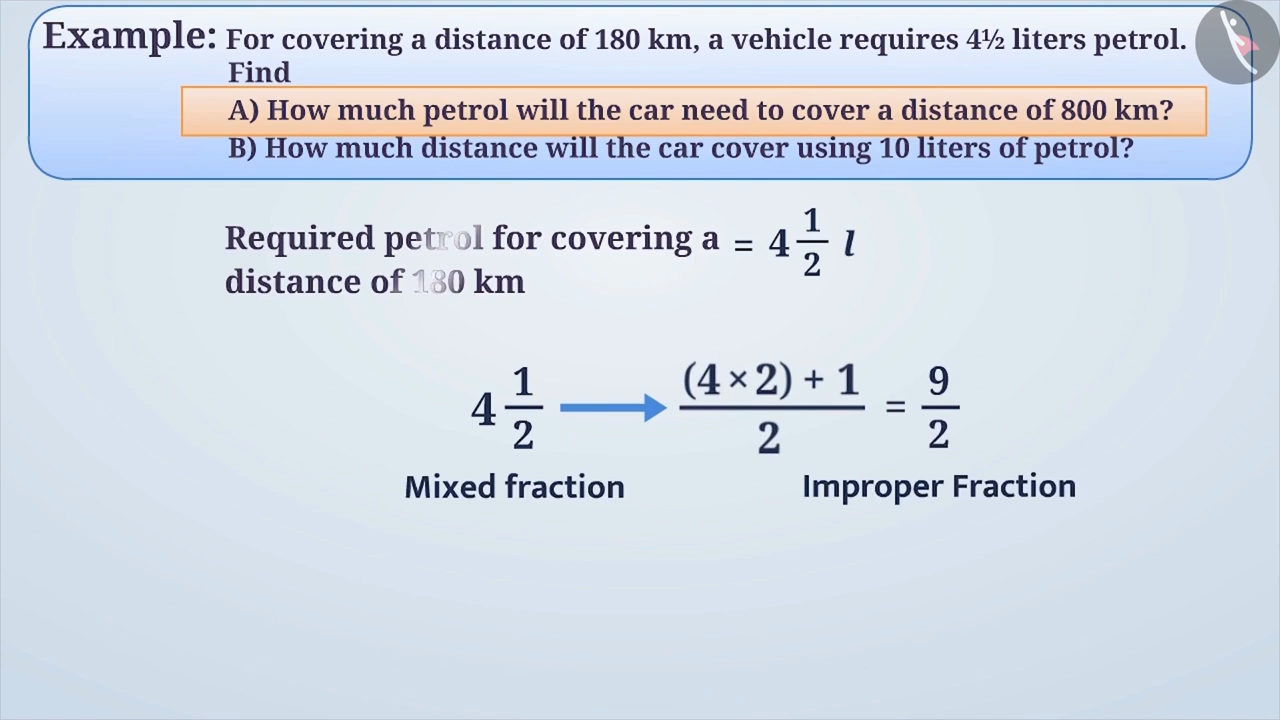 Example: For covering a distance of 180 km, a vehicle requires 4½ liters petrol.
Find
A) How much petrol will the car need to cover a distance of 800 km?
B) How much distance will the car cover using 10 liters of petrol?
Required petrol for covering a distance of 180 km = 4 1/2 l
4 1/2 → ((4 × 2) + 1)/2 = 9/2
Mixed fraction Improper Fraction